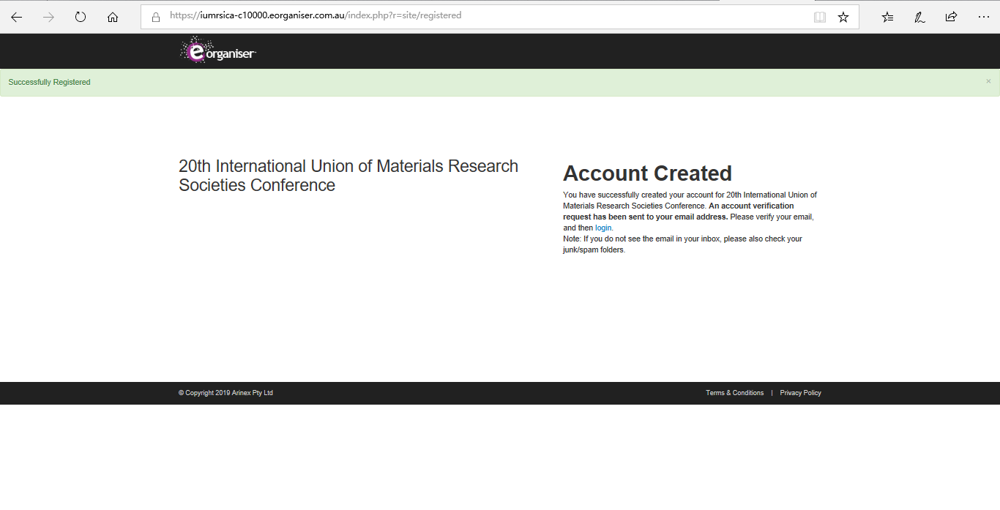 https://iumrsica-c10000.eorganiser.com.au/index.php?r=site/registered
eorganiser
Successfully Registered
×
20th International Union of Materials Research
Societies Conference
Account Created
You have successfully created your account for 20th International Union of
Materials Research Societies Conference. An account verification
request has been sent to your email address. Please verify your email,
and then login.
Note: If you do not see the email in your inbox, please also check your
junk/spam folders.
© Copyright 2019 Arinex Pty Ltd
Terms & Conditions | Privacy Policy